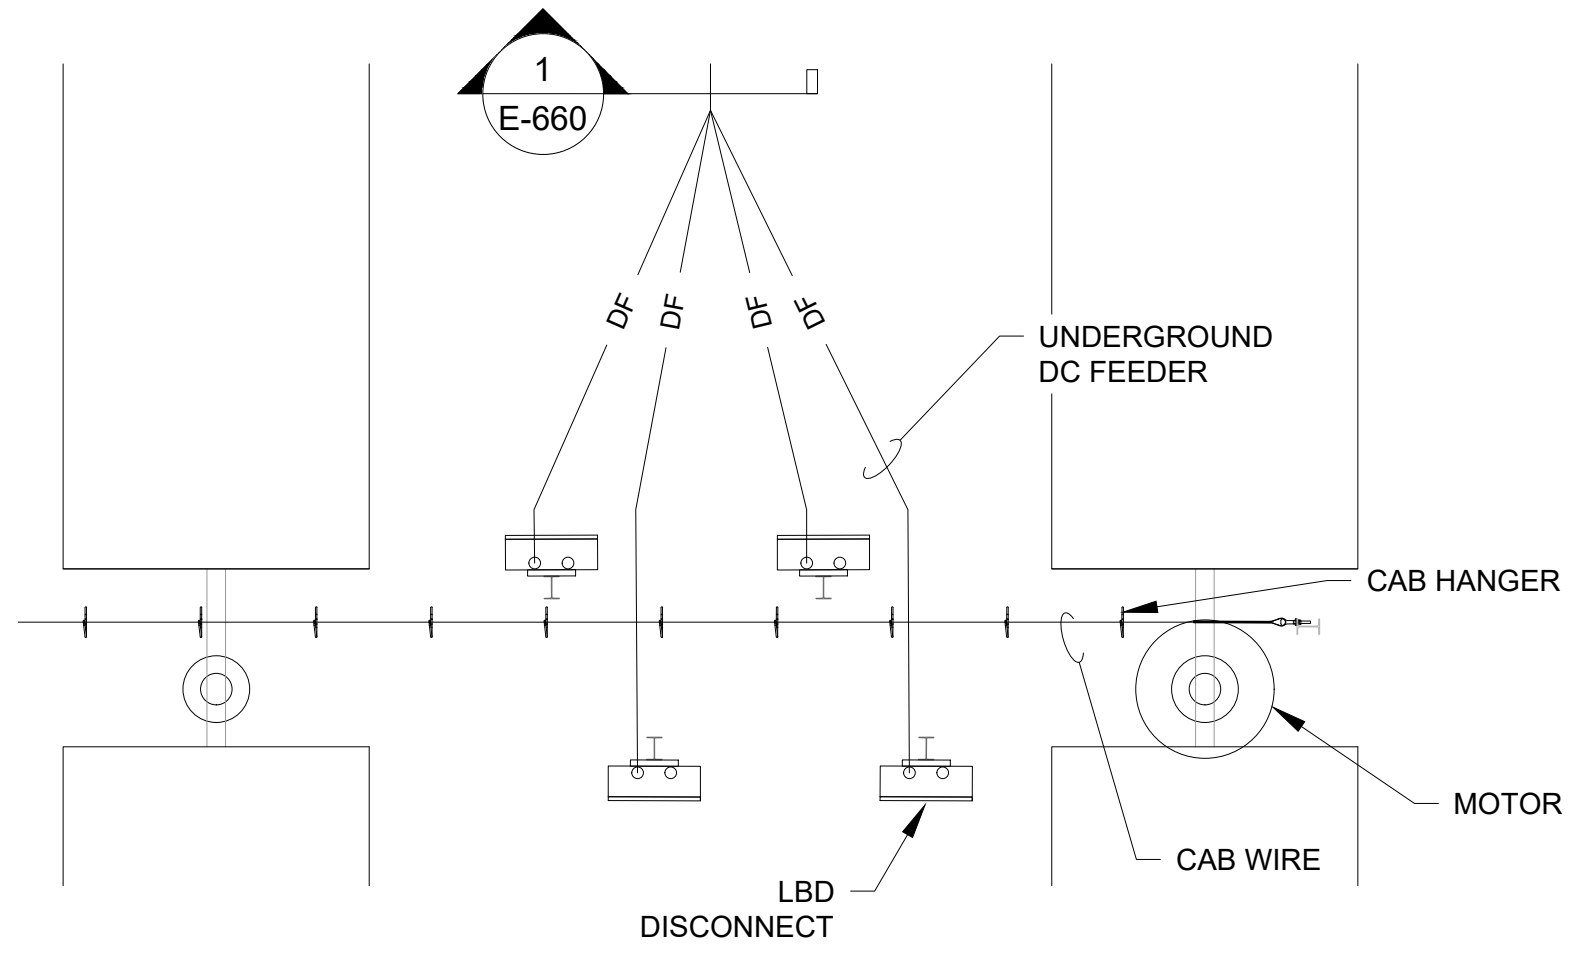 1
E-660
DF
DF
DF
DF
UNDERGROUND
DC FEEDER
CAB HANGER
MOTOR
CAB WIRE
LBD
DISCONNECT